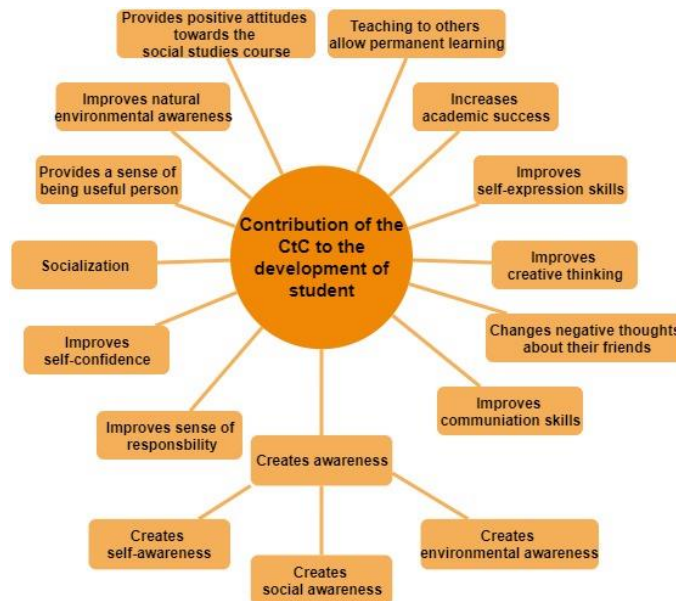 Provides positive attitudes
towards the
social studies course
Teaching to others
allow permanent learning
Improves natural
environmental awareness
Increases
academic success
Provides a sense of
being useful person
Improves
self-expression skills
Contribution of the
CtC to the
development of
student
Socialization
Improves
creative thinking
Improves
self-confidence
Changes negative thoughts
about their friends
Improves sense of
responsbility
Improves
communiation skills
Creates awareness
Creates
self-awareness
Creates
social awareness
Creates
environmental awareness